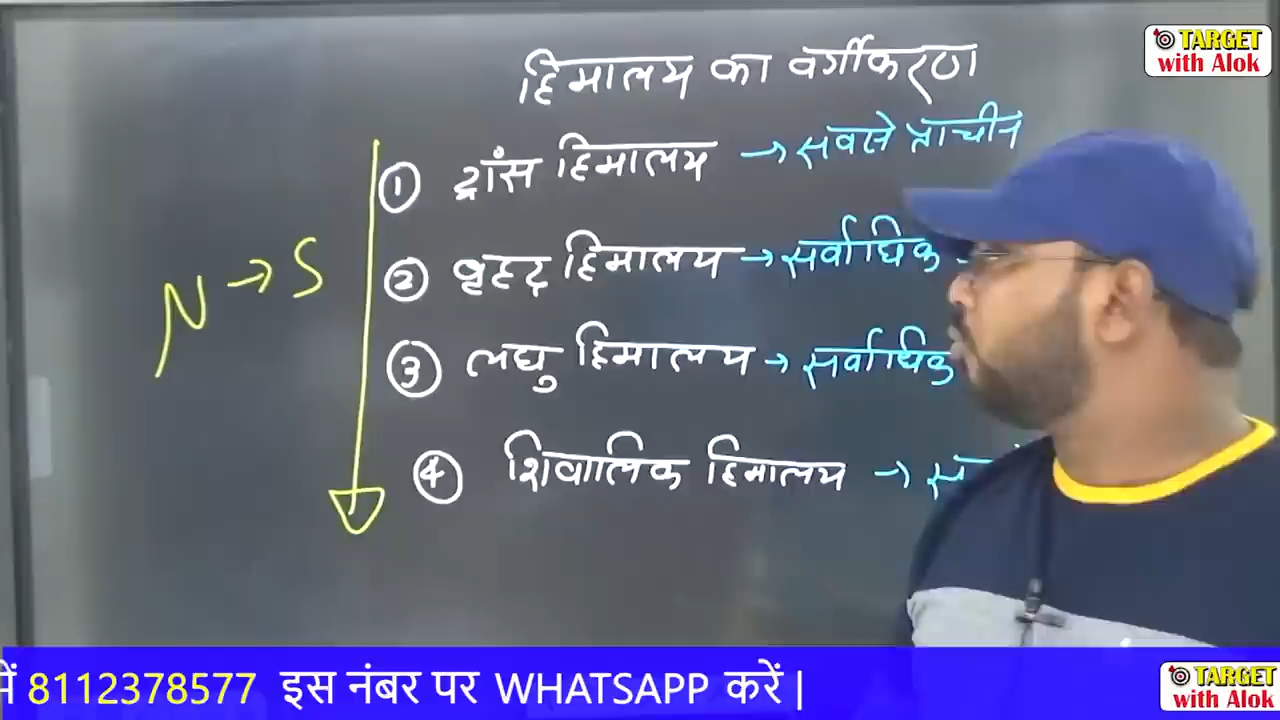 TARGET
with Alok
हिमालय का वर्गीकरण
① ट्रांस हिमालय → सबसे प्राचीन
② वृहद् हिमालय → सर्वाधिक
③ लघु हिमालय → सर्वाधिक
④ शिवालिक हिमालय →
N → S
में 8112378577 इस नंबर पर WHATSAPP करें |
TARGET
with Alok